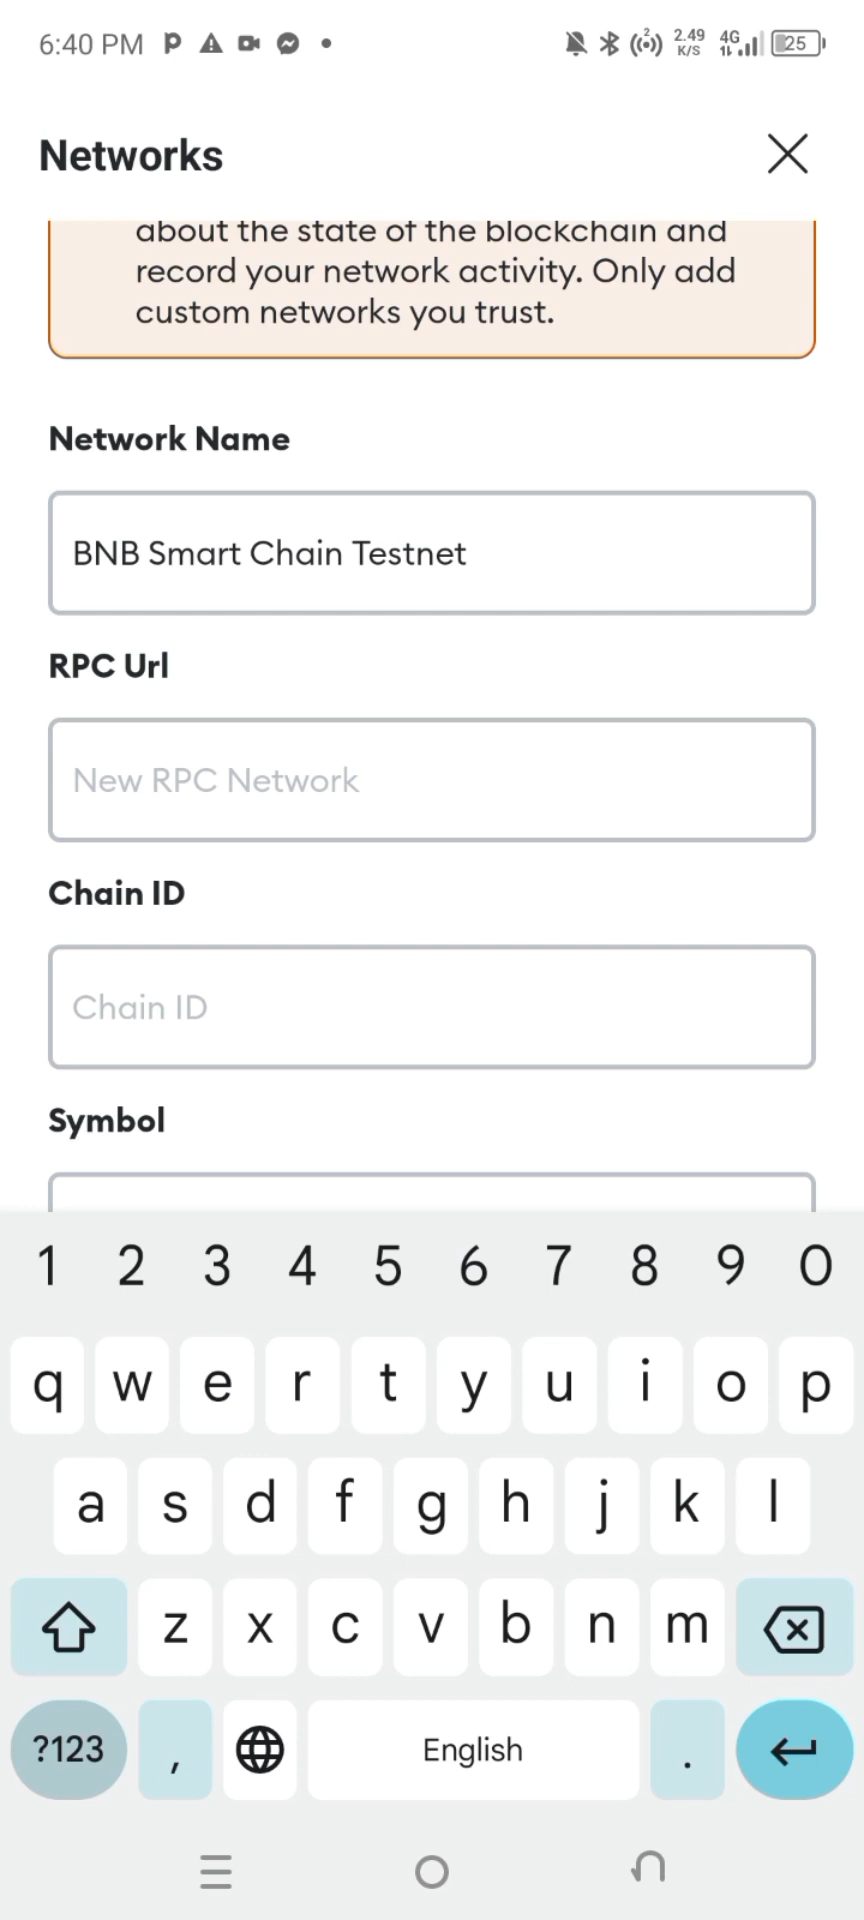 6:40 PM
2
2.49
K/S
4G
25
Networks
about the state of the blockchain and
record your network activity. Only add
custom networks you trust.
Network Name
BNB Smart Chain Testnet
RPC Url
New RPC Network
Chain ID
Chain ID
Symbol
1 2 3 4 5 6 7 8 9 0
q w e r t y u i o p
a s d f g h j k l
z x c v b n m
?123 , English .